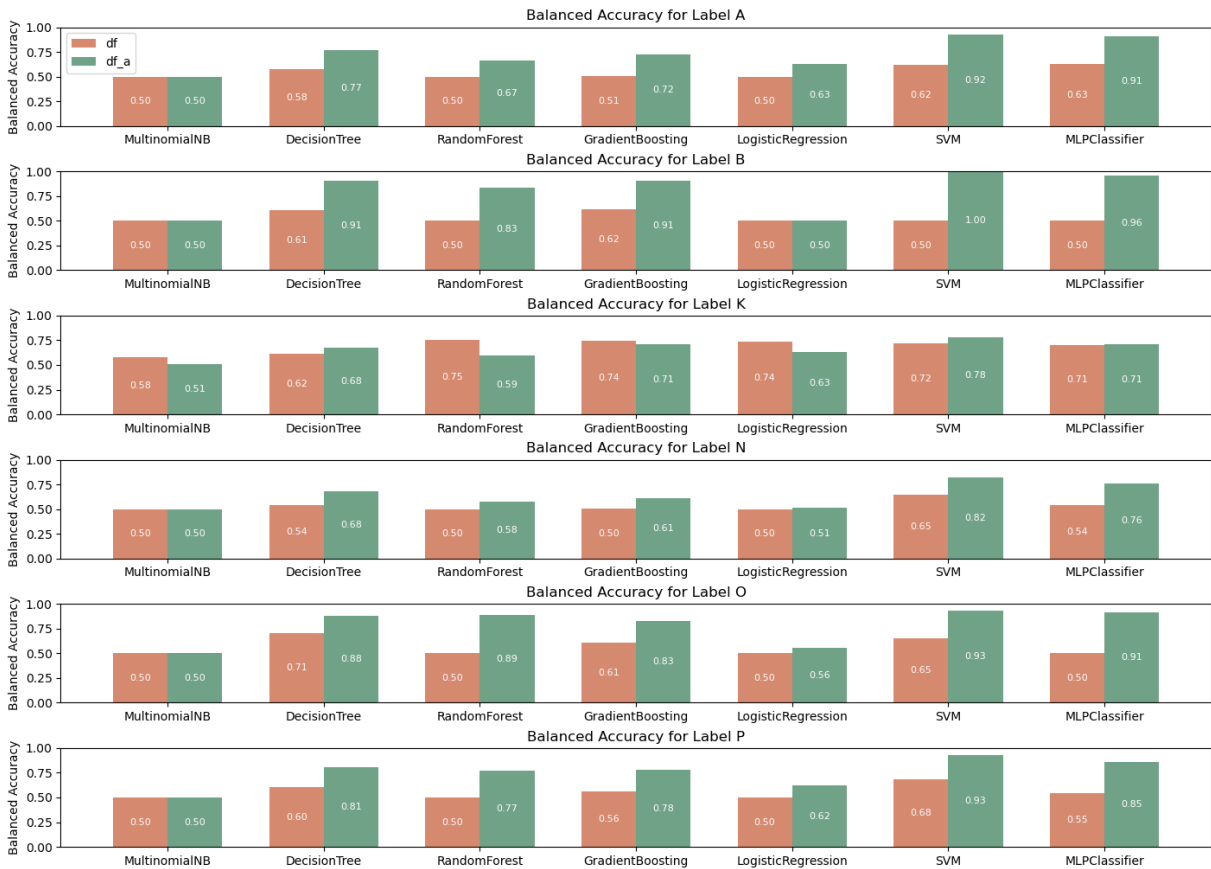 Balanced Accuracy for Label A
Balanced Accuracy
1.00
0.75
0.50
0.25
0.00
df
df_a
0.50 0.50 0.58 0.77 0.50 0.67 0.51 0.72 0.50 0.63 0.62 0.92 0.63 0.91
MultinomialNB DecisionTree RandomForest GradientBoosting LogisticRegression SVM MLPClassifier
Balanced Accuracy for Label B
Balanced Accuracy
1.00
0.75
0.50
0.25
0.00
0.50 0.50 0.61 0.91 0.50 0.83 0.62 0.91 0.50 0.50 0.50 1.00 0.50 0.96
MultinomialNB DecisionTree RandomForest GradientBoosting LogisticRegression SVM MLPClassifier
Balanced Accuracy for Label K
Balanced Accuracy
1.00
0.75
0.50
0.25
0.00
0.58 0.51 0.62 0.68 0.75 0.59 0.74 0.71 0.74 0.63 0.72 0.78 0.71 0.71
MultinomialNB DecisionTree RandomForest GradientBoosting LogisticRegression SVM MLPClassifier
Balanced Accuracy for Label N
Balanced Accuracy
1.00
0.75
0.50
0.25
0.00
0.50 0.50 0.54 0.68 0.50 0.58 0.50 0.61 0.50 0.51 0.65 0.82 0.54 0.76
MultinomialNB DecisionTree RandomForest GradientBoosting LogisticRegression SVM MLPClassifier
Balanced Accuracy for Label O
Balanced Accuracy
1.00
0.75
0.50
0.25
0.00
0.50 0.50 0.71 0.88 0.50 0.89 0.61 0.83 0.50 0.56 0.65 0.93 0.50 0.91
MultinomialNB DecisionTree RandomForest GradientBoosting LogisticRegression SVM MLPClassifier
Balanced Accuracy for Label P
Balanced Accuracy
1.00
0.75
0.50
0.25
0.00
0.50 0.50 0.60 0.81 0.50 0.77 0.56 0.78 0.50 0.62 0.68 0.93 0.55 0.85
MultinomialNB DecisionTree RandomForest GradientBoosting LogisticRegression SVM MLPClassifier